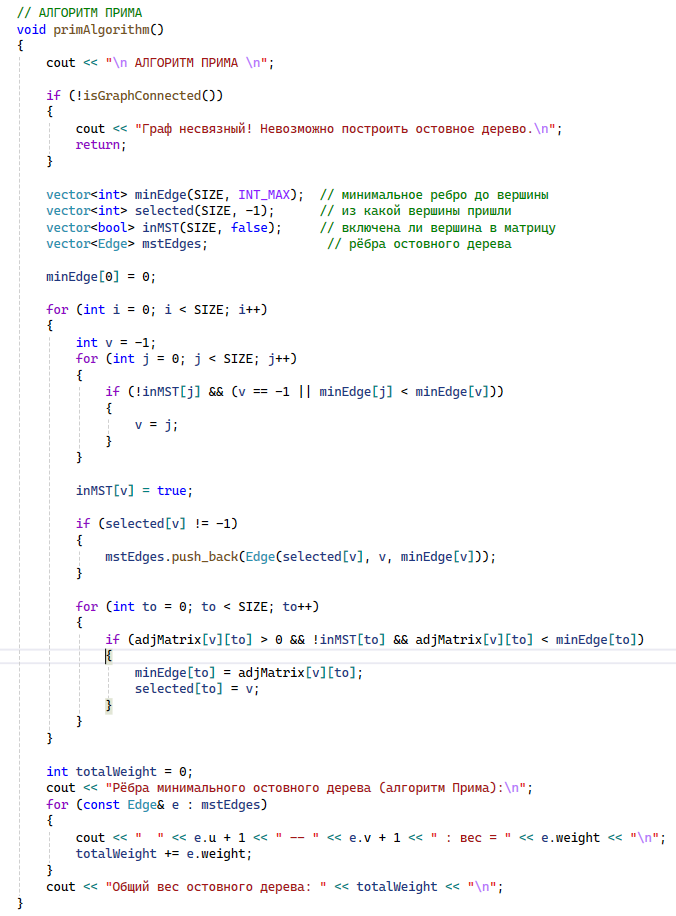 // АЛГОРИТМ ПРИМА
void primAlgorithm()
{
    cout << "\n АЛГОРИТМ ПРИМА \n";

    if (!isGraphConnected())
    {
        cout << "Граф несвязный! Невозможно построить остовное дерево.\n";
        return;
    }

    vector<int> minEdge(SIZE, INT_MAX);  // минимальное ребро до вершины
    vector<int> selected(SIZE, -1);      // из какой вершины пришли
    vector<bool> inMST(SIZE, false);     // включена ли вершина в матрицу
    vector<Edge> mstEdges;                // рёбра остовного дерева

    minEdge[0] = 0;

    for (int i = 0; i < SIZE; i++)
    {
        int v = -1;
        for (int j = 0; j < SIZE; j++)
        {
            if (!inMST[j] && (v == -1 || minEdge[j] < minEdge[v]))
            {
                v = j;
            }
        }

        inMST[v] = true;

        if (selected[v] != -1)
        {
            mstEdges.push_back(Edge(selected[v], v, minEdge[v]));
        }

        for (int to = 0; to < SIZE; to++)
        {
            if (adjMatrix[v][to] > 0 && !inMST[to] && adjMatrix[v][to] < minEdge[to])
            {
                minEdge[to] = adjMatrix[v][to];
                selected[to] = v;
            }
        }
    }

    int totalWeight = 0;
    cout << "Рёбра минимального остовного дерева (алгоритм Прима):\n";
    for (const Edge& e : mstEdges)
    {
        cout << "  " << e.u + 1 << " -- " << e.v + 1 << " : вес = " << e.weight << "\n";
        totalWeight += e.weight;
    }
    cout << "Общий вес остовного дерева: " << totalWeight << "\n";
}